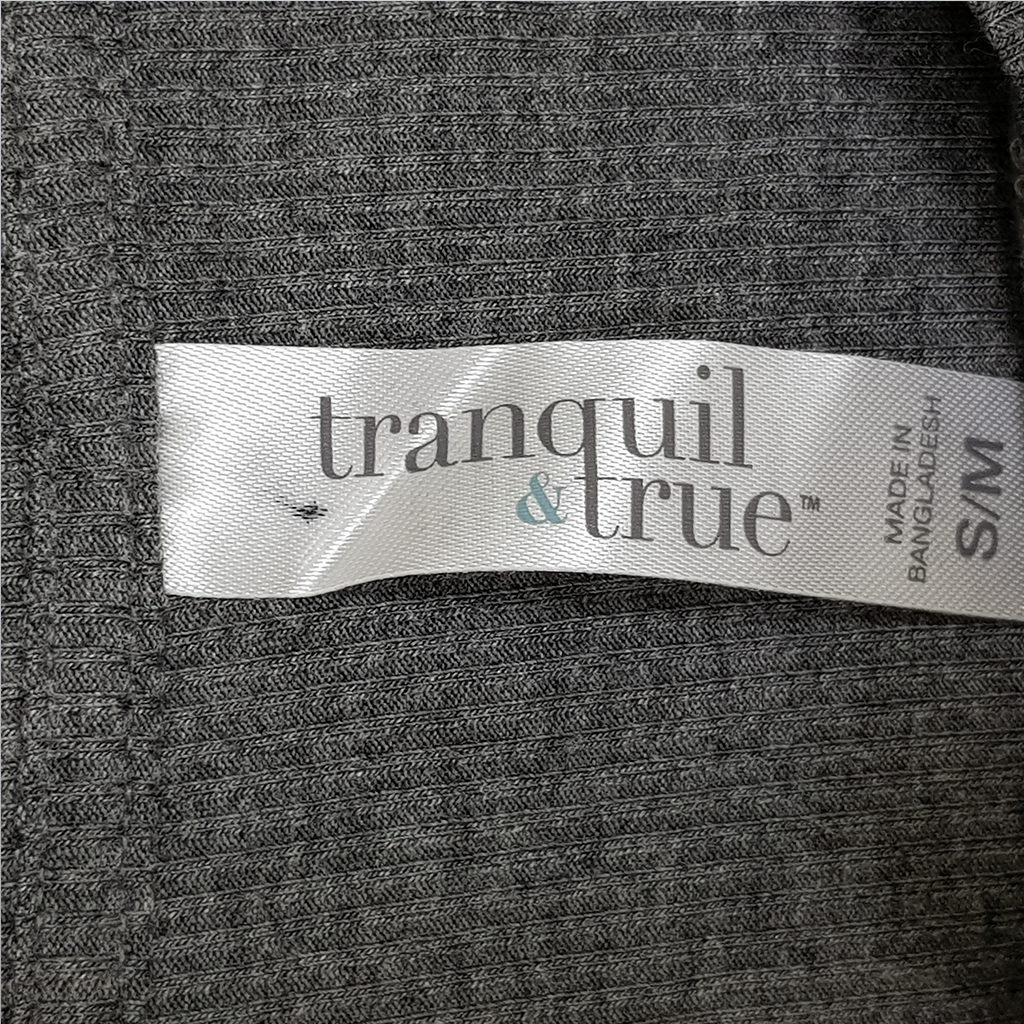 tranquil
& true™
MADE IN
BANGLADESH
S/M